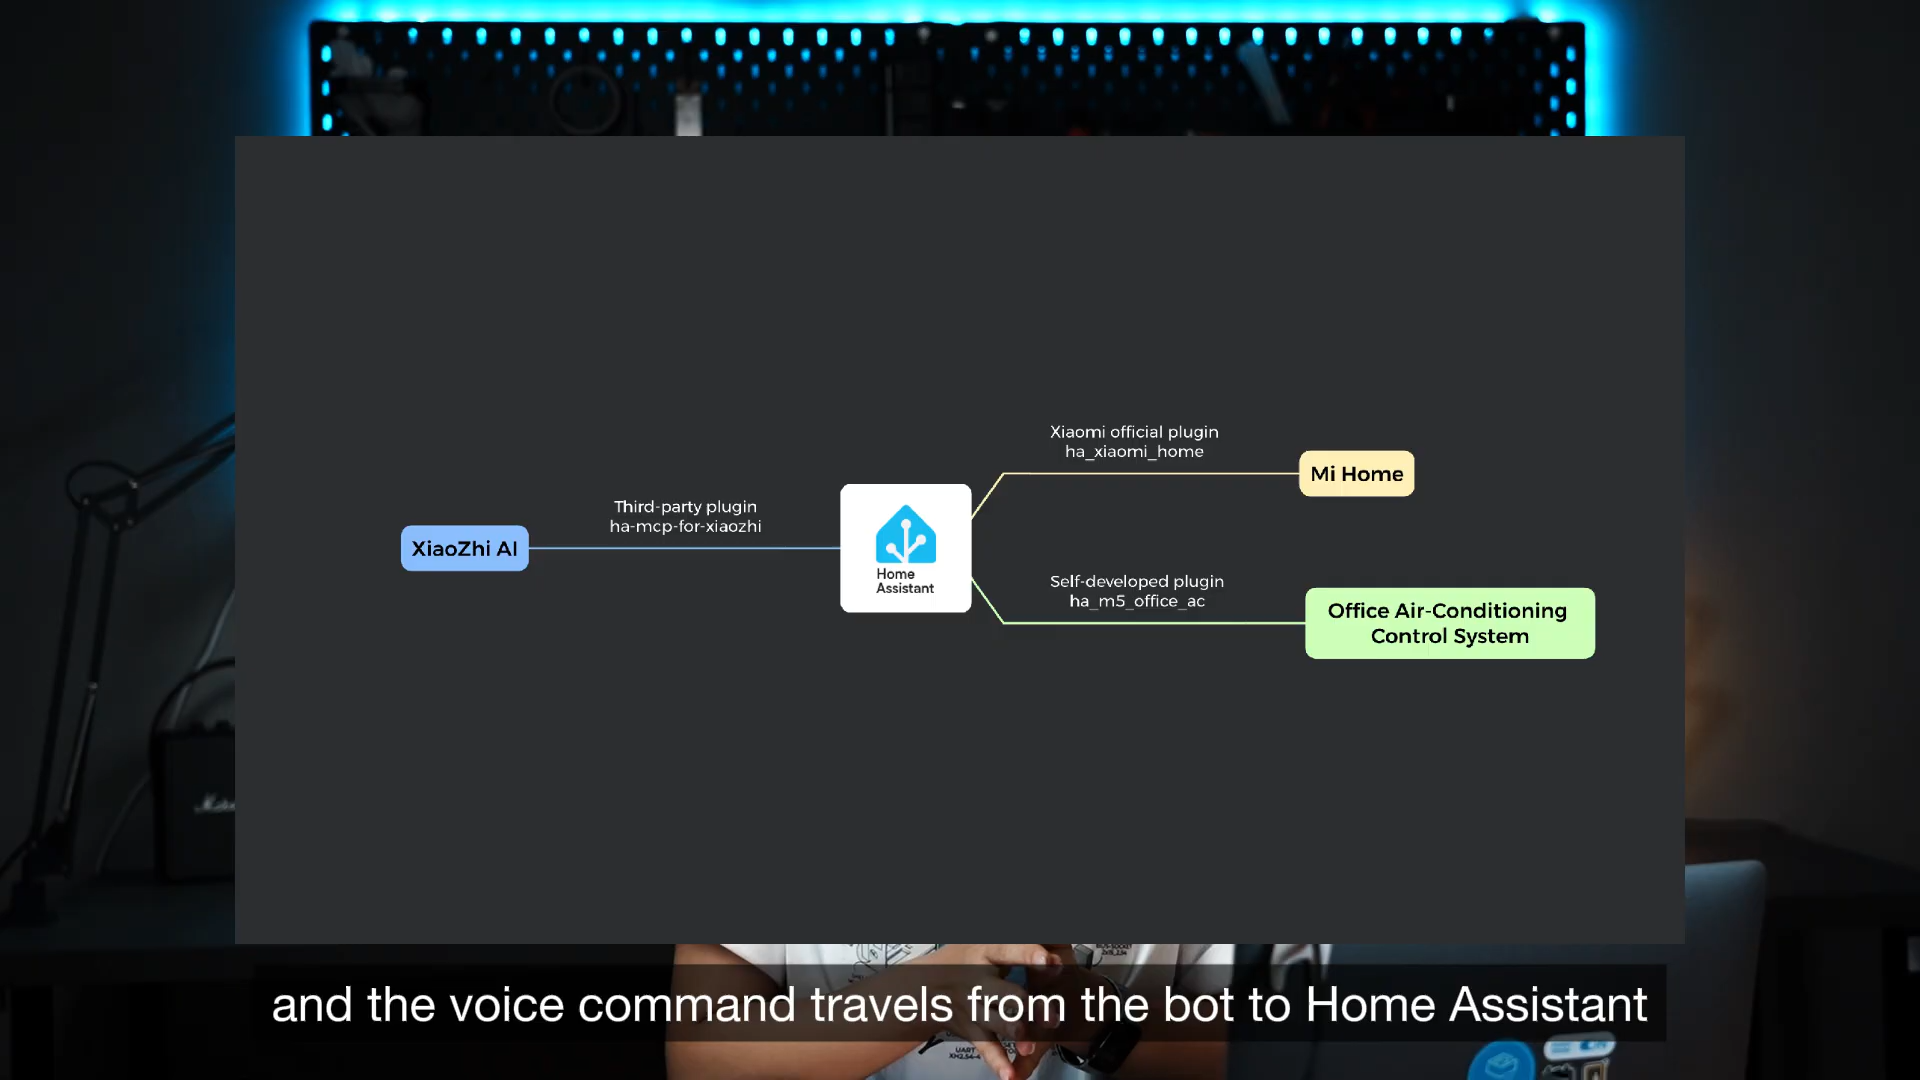 Xiaomi official plugin
ha_xiaomi_home
Mi Home
Third-party plugin
ha-mcp-for-xiaozhi
XiaoZhi AI
Home
Assistant
Self-developed plugin
ha_m5_office_ac
Office Air-Conditioning
Control System
and the voice command travels from the bot to Home Assistant
UART